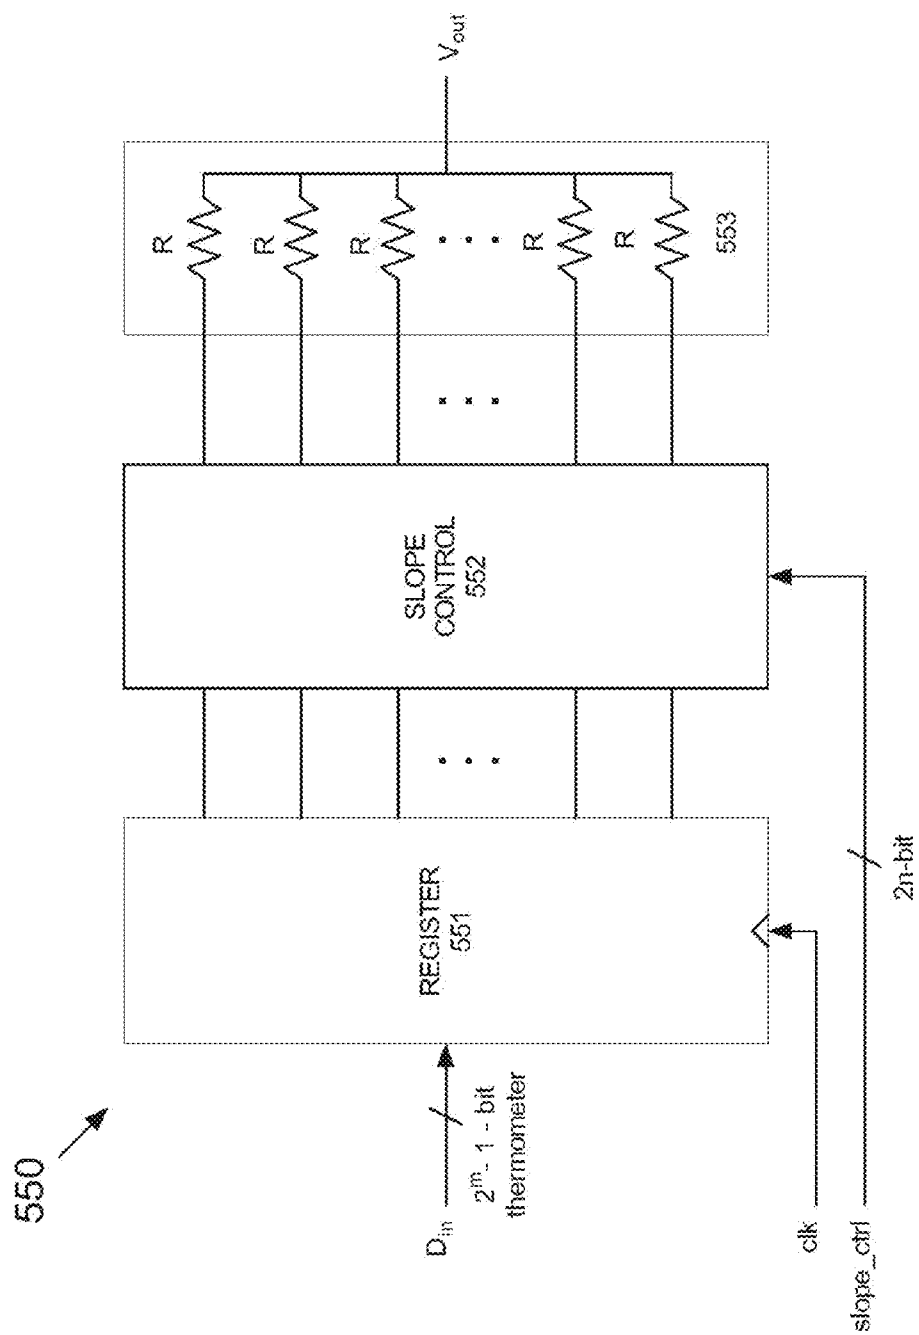 550
D_in
2^m - 1 - bit
thermometer
clk
slope_ctrl
2n-bit
REGISTER
551
SLOPE
CONTROL
552
R
R
R
R
R
553
V_out